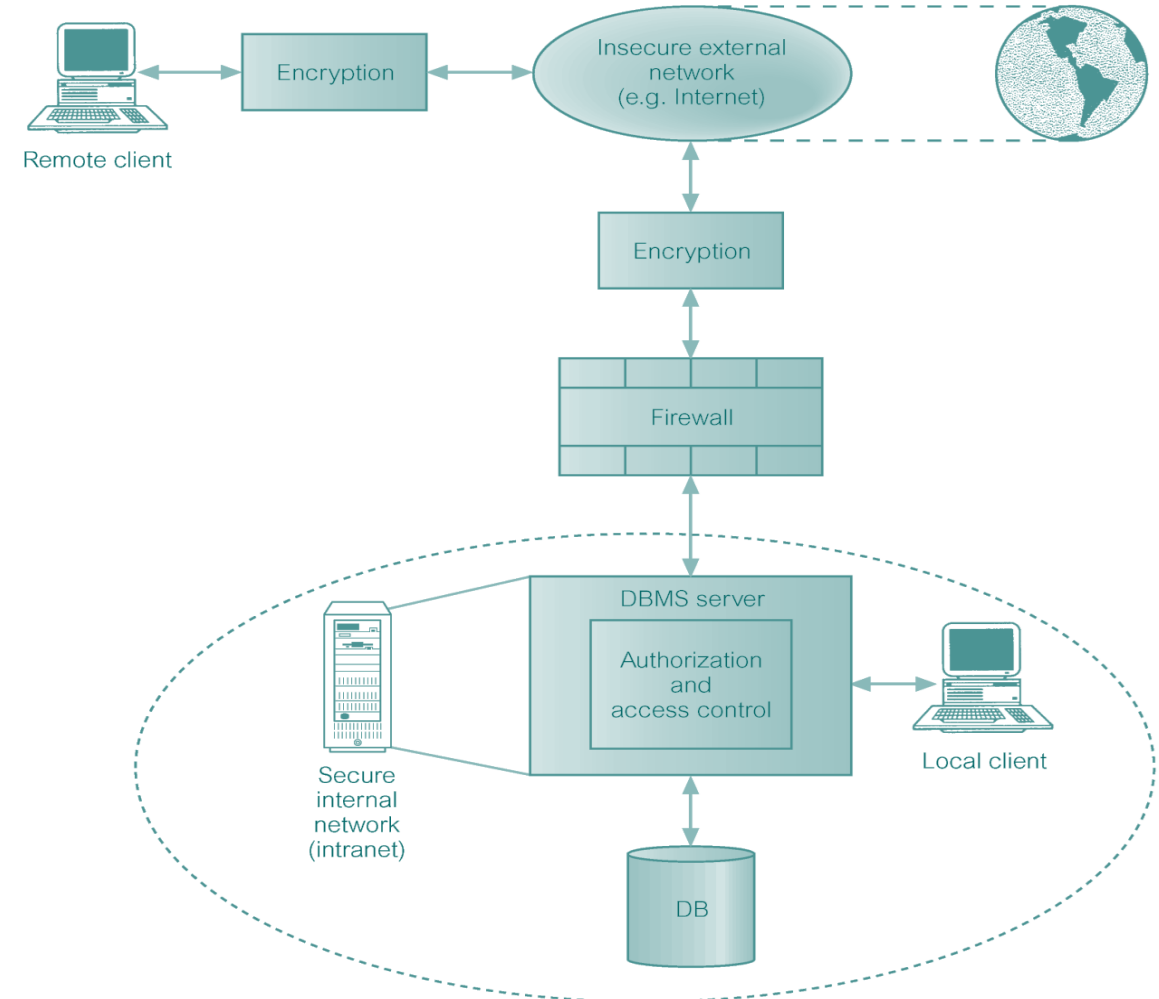 Encryption
Insecure external
network
(e.g. Internet)
Remote client
Encryption
Firewall
DBMS server
Authorization
and
access control
Local client
Secure
internal
network
(intranet)
DB